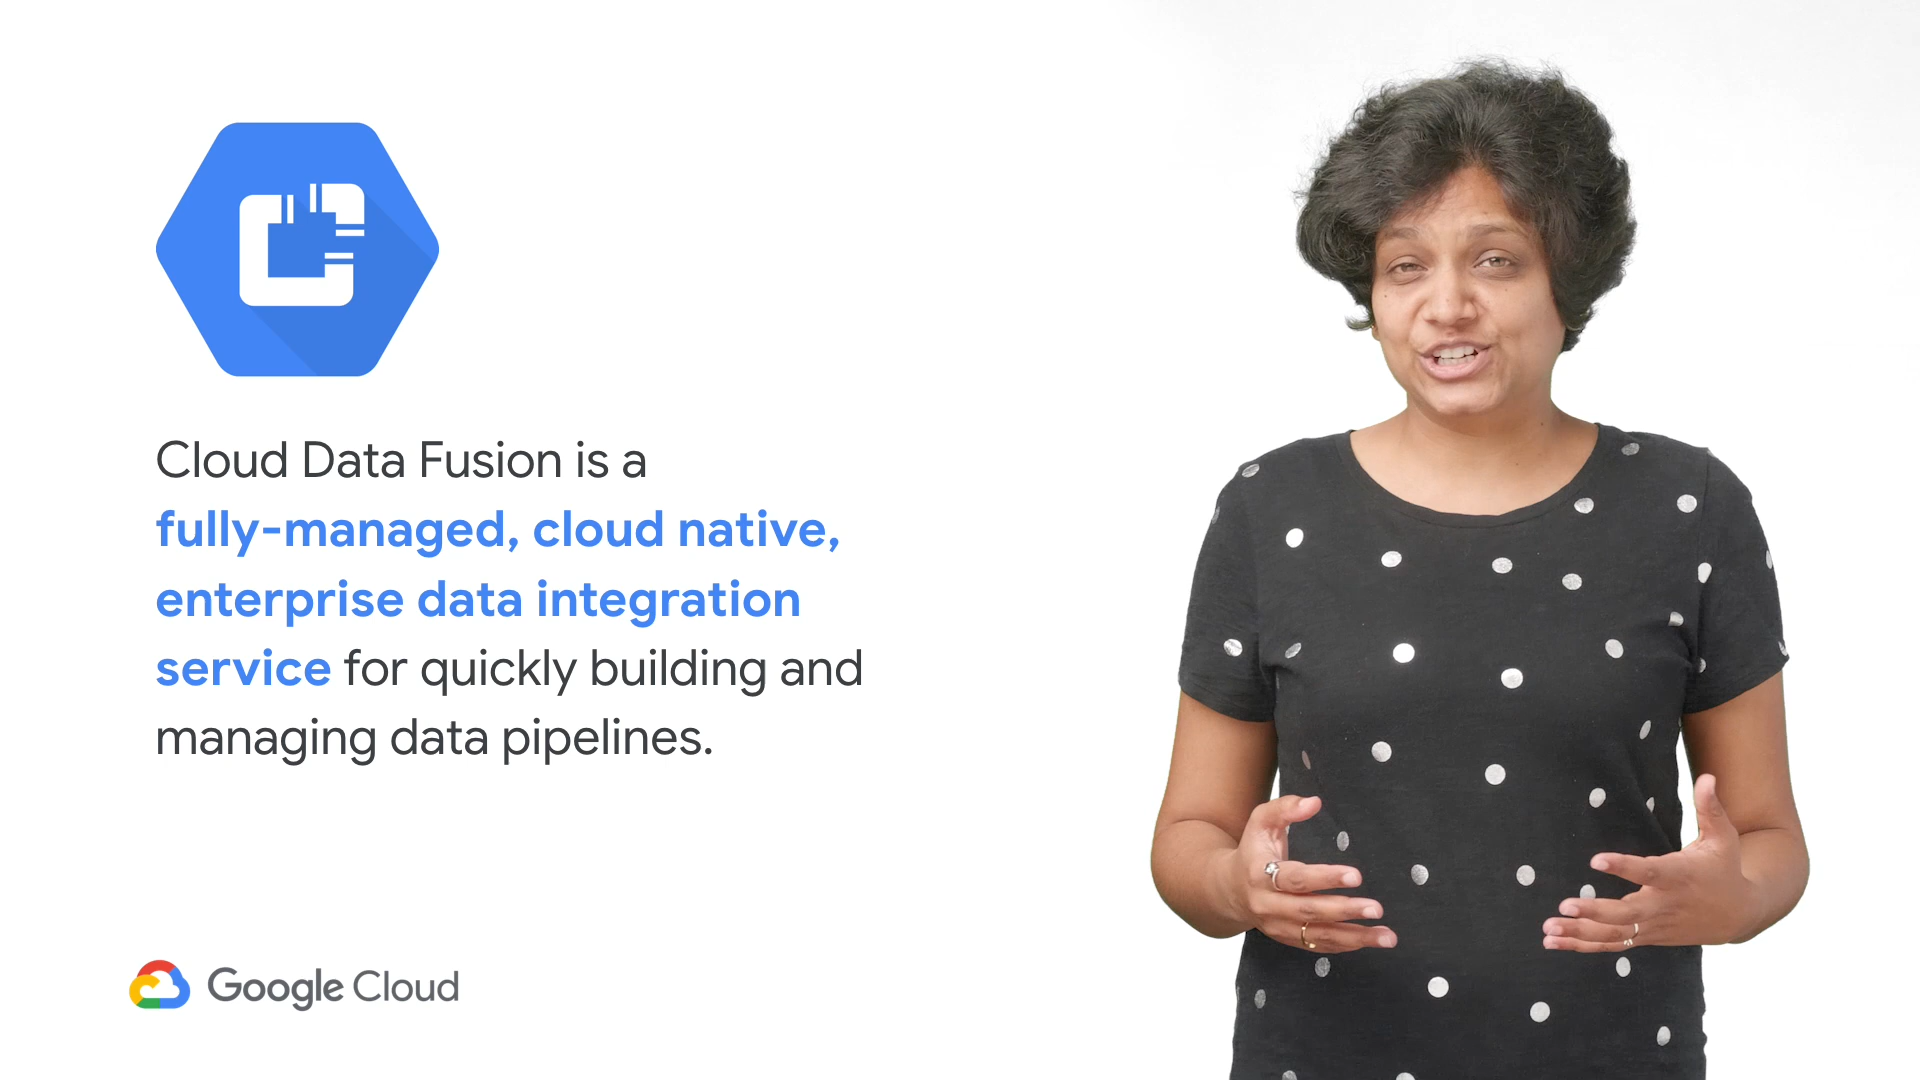 Cloud Data Fusion is a
fully-managed, cloud native,
enterprise data integration
service for quickly building and
managing data pipelines.
Google Cloud